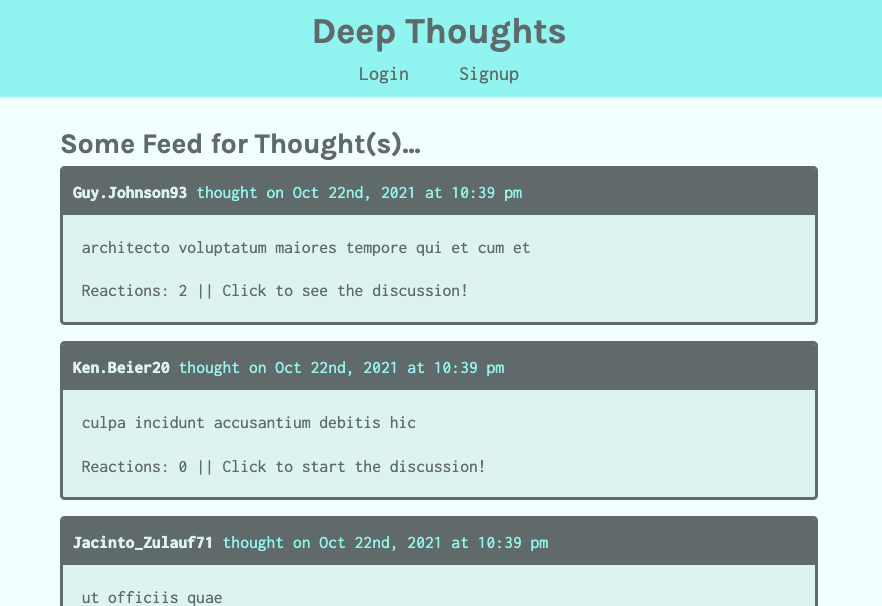 Deep Thoughts
Login Signup
Some Feed for Thought(s)...
Guy.Johnson93 thought on Oct 22nd, 2021 at 10:39 pm
architecto voluptatum maiores tempore qui et cum et
Reactions: 2 || Click to see the discussion!
Ken.Beier20 thought on Oct 22nd, 2021 at 10:39 pm
culpa incidunt accusantium debitis hic
Reactions: 0 || Click to start the discussion!
Jacinto_Zulauf71 thought on Oct 22nd, 2021 at 10:39 pm
ut officiis quae